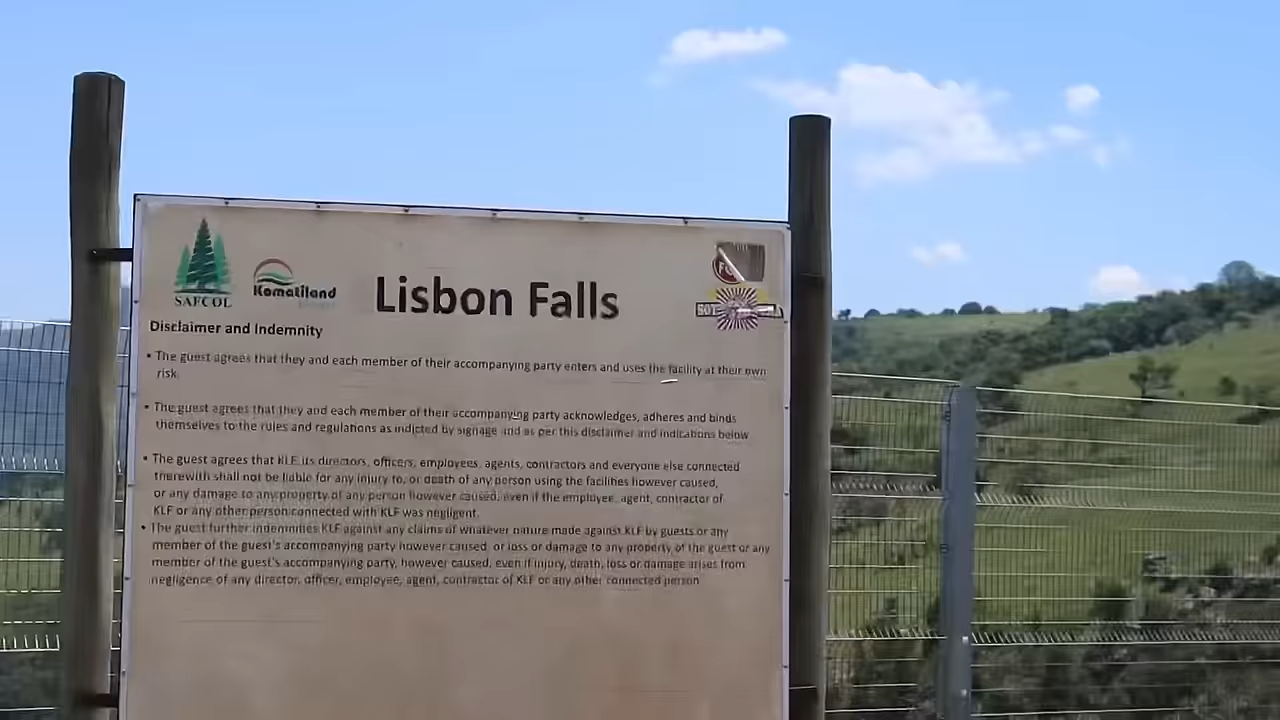 SAFCOL
Komatiland
Lisbon Falls
Disclaimer and Indemnity
• The guest agrees that they and each member of their accompanying party enters and uses the facility at their own
risk.
• The guest agrees that they and each member of their accompanying party acknowledges, adheres and binds
themselves to the rules and regulations as indicted by signage and as per this disclaimer and indications below
• The guest agrees that KLF, its directors, officers, employees, agents, contractors and everyone else connected
therewith shall not be liable for any injury to, or death of any person using the facilities however caused,
or any damage to any property of any person however caused, even if the employee, agent, contractor of
KLF or any other person connected with KLF was negligent.
• The guest further indemnifies KLF against any claims of whatever nature made against KLF by guests or any
member of the guest's accompanying party however caused, or loss or damage to any property of the guest or any
member of the guest's accompanying party, however caused, even if injury, death, loss or damage arises from
negligence of any director, officer, employee, agent, contractor of KLF or any other connected person